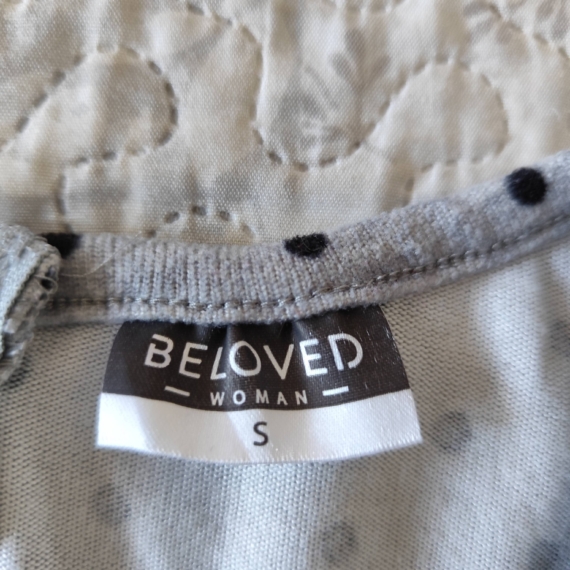 BELOVED
— WOMAN —
S